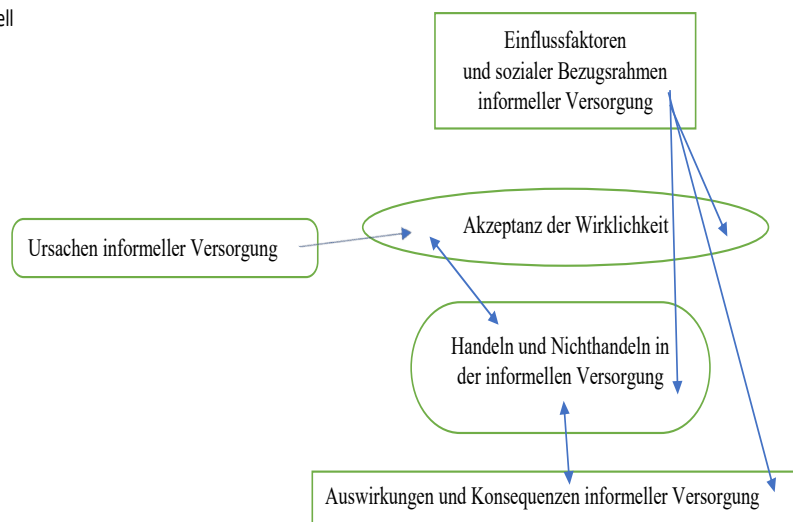 ell
Einflussfaktoren
und sozialer Bezugsrahmen
informeller Versorgung
Akzeptanz der Wirklichkeit
Ursachen informeller Versorgung
Handeln und Nichthandeln in
der informellen Versorgung
Auswirkungen und Konsequenzen informeller Versorgung